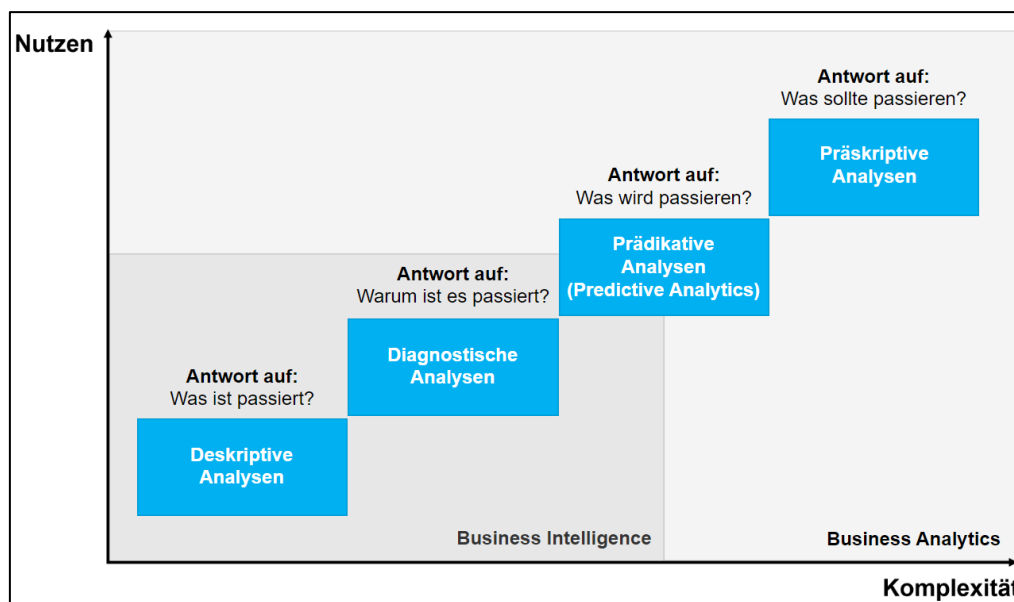 Nutzen
Antwort auf:
Was sollte passieren?
Präskriptive
Analysen
Antwort auf:
Was wird passieren?
Prädikative
Analysen
(Predictive Analytics)
Antwort auf:
Warum ist es passiert?
Diagnostische
Analysen
Antwort auf:
Was ist passiert?
Deskriptive
Analysen
Business Intelligence
Business Analytics
Komplexität